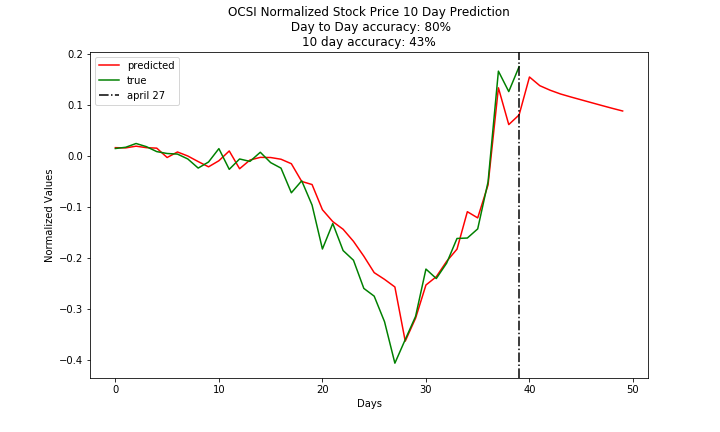 OCSI Normalized Stock Price 10 Day Prediction
Day to Day accuracy: 80%
10 day accuracy: 43%
predicted
true
april 27
0.2
0.1
0.0
−0.1
−0.2
−0.3
−0.4
Normalized Values
0 10 20 30 40 50
Days